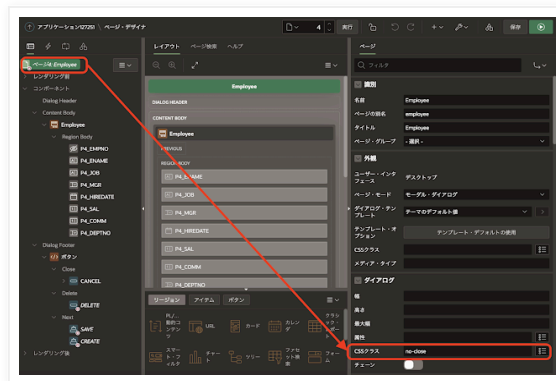 アプリケーション127251 \ ページ・デザイナ
4
実行
保存
ページ4: Employee
レンダリング前
コンポーネント
Dialog Header
Content Body
Employee
Region Body
P4_EMPNO
P4_ENAME
P4_JOB
P4_MGR
P4_HIREDATE
P4_SAL
P4_COMM
P4_DEPTNO
Dialog Footer
ボタン
Close
CANCEL
Delete
DELETE
Next
SAVE
CREATE
レンダリング後
レイアウト ページ検索 ヘルプ
Employee
DIALOG HEADER
CONTENT BODY
Employee
PREVIOUS
REGION BODY
P4_ENAME
P4_JOB
P4_MGR
P4_HIREDATE
P4_SAL
P4_COMM
P4_DEPTNO
リージョン アイテム ボタン
URL
カード
カレンダ
チャート
ツリー
フォーム
ページ
フィルタ
識別
名前 Employee
ページの別名 employee
タイトル Employee
ページ・グループ - 選択 -
外観
ユーザー・インタフェース デスクトップ
ページ・モード モーダル・ダイアログ
ダイアログ・テンプレート テーマのデフォルト値
テンプレート・オプション テンプレート・デフォルトの使用
CSSクラス
メディア・タイプ
ダイアログ
幅
高さ
最大幅
属性
CSSクラス no-close
チェーン